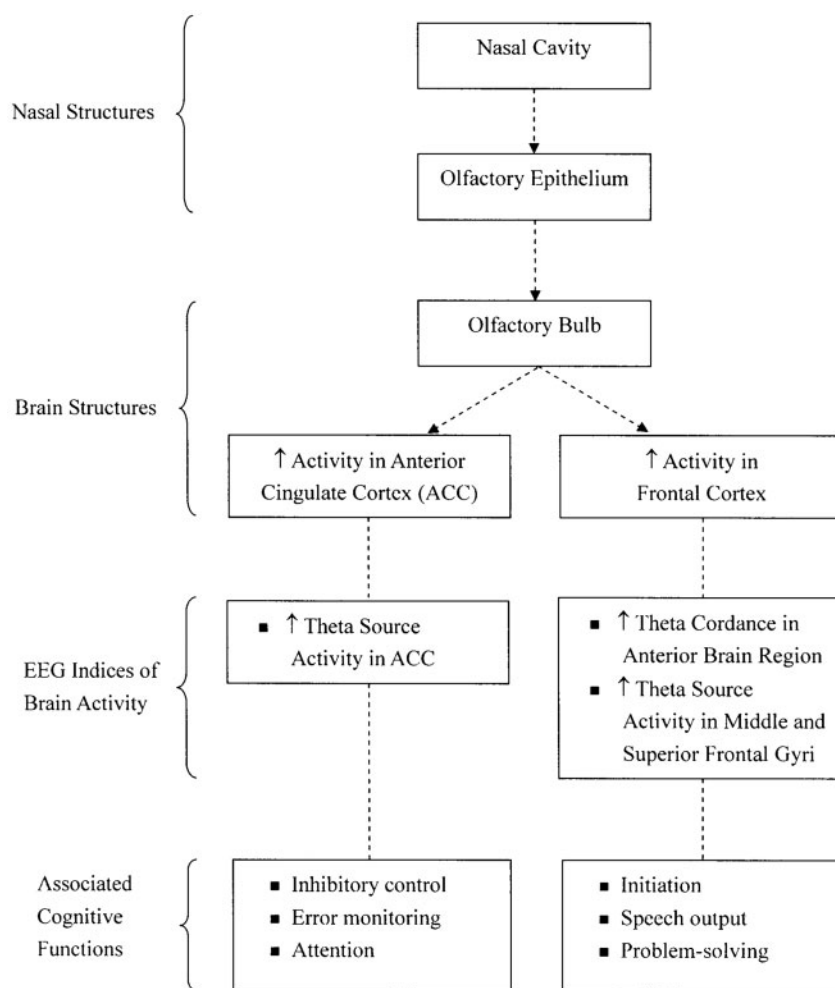 Nasal Cavity
Nasal Structures
Olfactory Epithelium
Olfactory Bulb
Brain Structures
↑ Activity in Anterior
Cingulate Cortex (ACC)
↑ Activity in
Frontal Cortex
EEG Indices of
Brain Activity
■ ↑ Theta Source
Activity in ACC
■ ↑ Theta Cordance in
Anterior Brain Region
■ ↑ Theta Source
Activity in Middle and
Superior Frontal Gyri
Associated
Cognitive
Functions
■ Inhibitory control
■ Error monitoring
■ Attention
■ Initiation
■ Speech output
■ Problem-solving